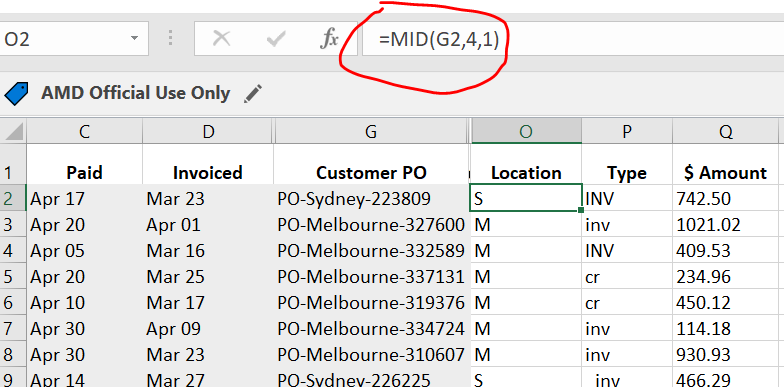 O2 fx =MID(G2,4,1)
AMD Official Use Only
C D G O P Q
1 Paid Invoiced Customer PO Location Type $ Amount
2 Apr 17 Mar 23 PO-Sydney-223809 S INV 742.50
3 Apr 20 Apr 01 PO-Melbourne-327600 M inv 1021.02
4 Apr 05 Mar 16 PO-Melbourne-332589 M INV 409.53
5 Apr 20 Mar 25 PO-Melbourne-337131 M cr 234.96
6 Apr 10 Mar 17 PO-Melbourne-319376 M cr 450.12
7 Apr 30 Apr 09 PO-Melbourne-334724 M inv 114.18
8 Apr 30 Mar 23 PO-Melbourne-310607 M inv 930.93
9 Apr 14 Mar 27 PO-Sydney-226225 S inv 466.29